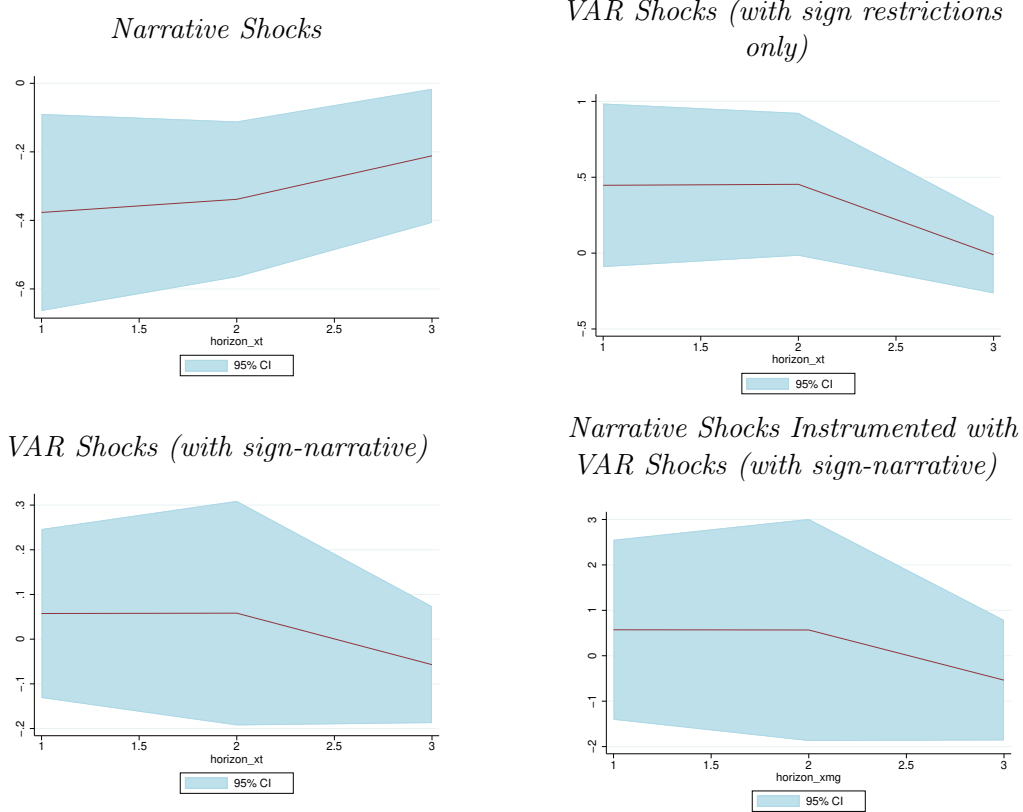 Narrative Shocks
0
-.2
-.4
-.6
1
1.5
2
2.5
3
horizon_xt
95% CI
VAR Shocks (with sign restrictions
only)
1
.5
0
-.5
1
1.5
2
2.5
3
horizon_xt
95% CI
VAR Shocks (with sign-narrative)
.3
.2
.1
0
-.1
-.2
1
1.5
2
2.5
3
horizon_xt
95% CI
Narrative Shocks Instrumented with
VAR Shocks (with sign-narrative)
3
2
1
0
-1
-2
1
1.5
2
2.5
3
horizon_xmg
95% CI